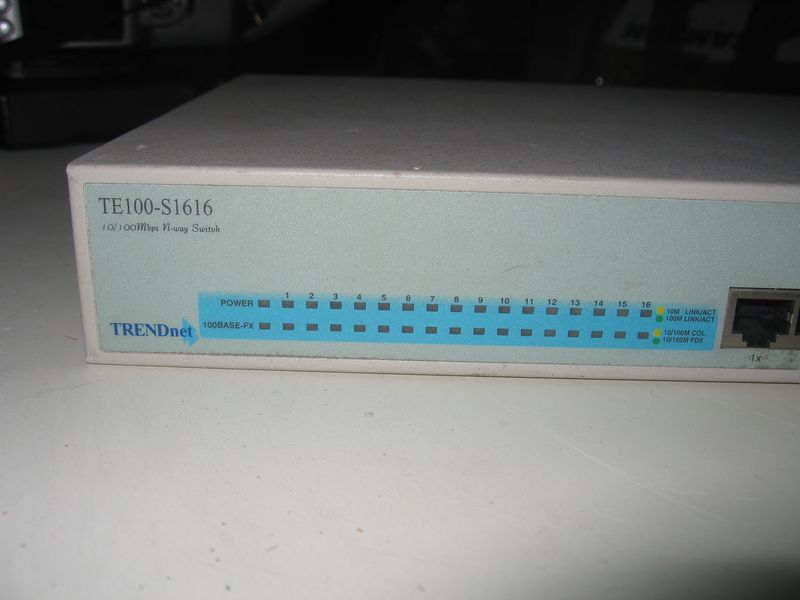 TE100-S1616
10/100Mbps N-way Switch
1 2 3 4 5 6 7 8 9 10 11 12 13 14 15 16
POWER
10M LINK/ACT
100M LINK/ACT
TRENDnet
100BASE-FX
10/100M COL
10/100M FDX
1x